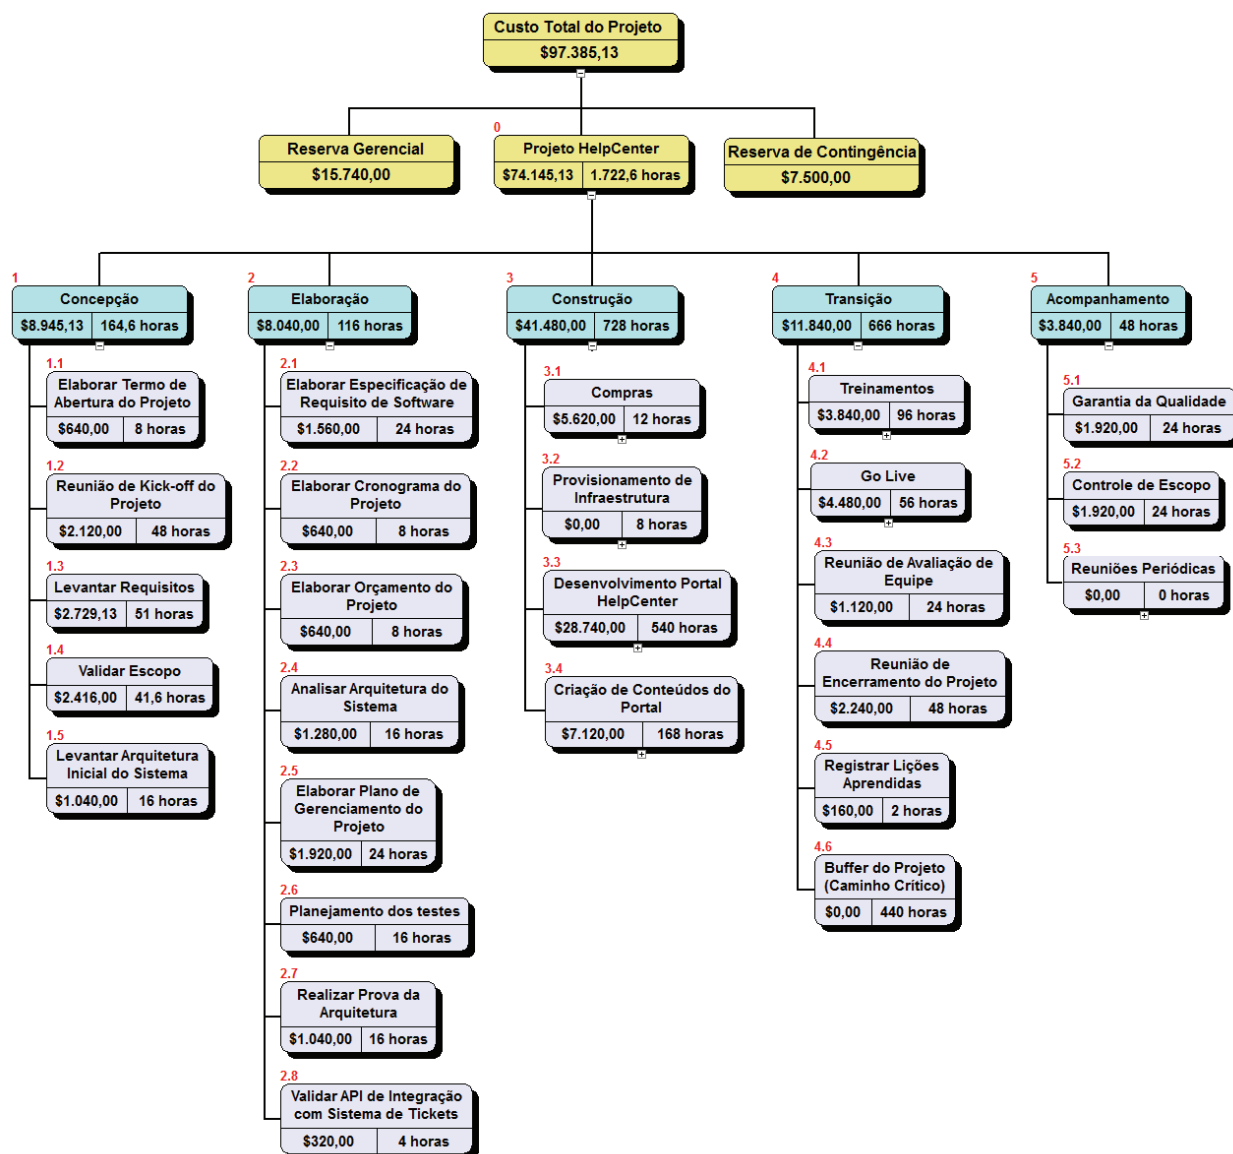 Custo Total do Projeto
$97.385,13
Reserva Gerencial
$15.740,00
0
Projeto HelpCenter
$74.145,13 1.722,6 horas
Reserva de Contingência
$7.500,00
1
Concepção
$8.945,13 164,6 horas
1.1
Elaborar Termo de
Abertura do Projeto
$640,00 8 horas
1.2
Reunião de Kick-off do
Projeto
$2.120,00 48 horas
1.3
Levantar Requisitos
$2.729,13 51 horas
1.4
Validar Escopo
$2.416,00 41,6 horas
1.5
Levantar Arquitetura
Inicial do Sistema
$1.040,00 16 horas
2
Elaboração
$8.040,00 116 horas
2.1
Elaborar Especificação de
Requisito de Software
$1.560,00 24 horas
2.2
Elaborar Cronograma do
Projeto
$640,00 8 horas
2.3
Elaborar Orçamento do
Projeto
$640,00 8 horas
2.4
Analisar Arquitetura do
Sistema
$1.280,00 16 horas
2.5
Elaborar Plano de
Gerenciamento do
Projeto
$1.920,00 24 horas
2.6
Planejamento dos testes
$640,00 16 horas
2.7
Realizar Prova da
Arquitetura
$1.040,00 16 horas
2.8
Validar API de Integração
com Sistema de Tickets
$320,00 4 horas
3
Construção
$41.480,00 728 horas
3.1
Compras
$5.620,00 12 horas
3.2
Provisionamento de
Infraestrutura
$0,00 8 horas
3.3
Desenvolvimento Portal
HelpCenter
$28.740,00 540 horas
3.4
Criação de Conteúdos do
Portal
$7.120,00 168 horas
4
Transição
$11.840,00 666 horas
4.1
Treinamentos
$3.840,00 96 horas
4.2
Go Live
$4.480,00 56 horas
4.3
Reunião de Avaliação de
Equipe
$1.120,00 24 horas
4.4
Reunião de
Encerramento do Projeto
$2.240,00 48 horas
4.5
Registrar Lições
Aprendidas
$160,00 2 horas
4.6
Buffer do Projeto
(Caminho Crítico)
$0,00 440 horas
5
Acompanhamento
$3.840,00 48 horas
5.1
Garantia da Qualidade
$1.920,00 24 horas
5.2
Controle de Escopo
$1.920,00 24 horas
5.3
Reuniões Periódicas
$0,00 0 horas